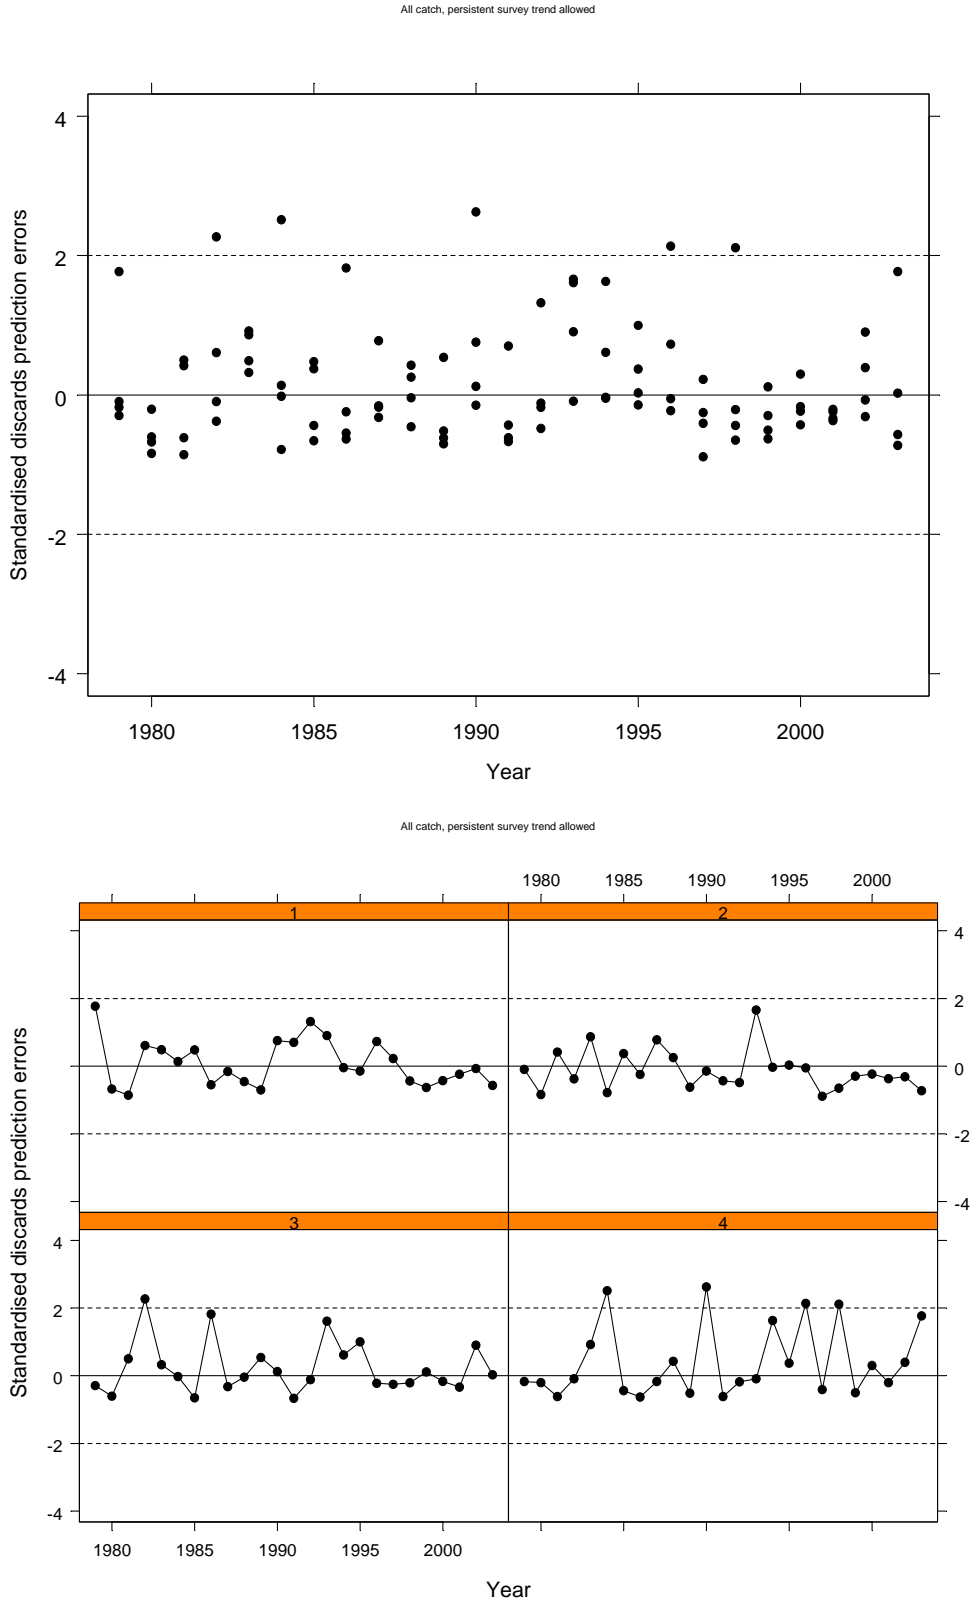 All catch, persistent survey trend allowed
4
2
0
-2
-4
Standardised discards prediction errors
1980 1985 1990 1995 2000
Year
All catch, persistent survey trend allowed
1980 1985 1990 1995 2000
1 2
4
2
0
-2
-4
3 4
4
2
0
-2
-4
Standardised discards prediction errors
1980 1985 1990 1995 2000
Year